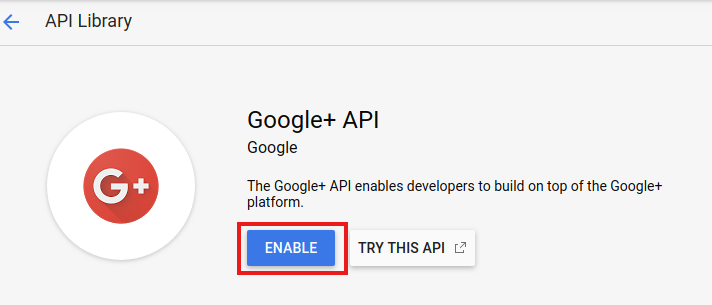 API Library
Google+ API
Google
The Google+ API enables developers to build on top of the Google+
platform.
G+
ENABLE
TRY THIS API